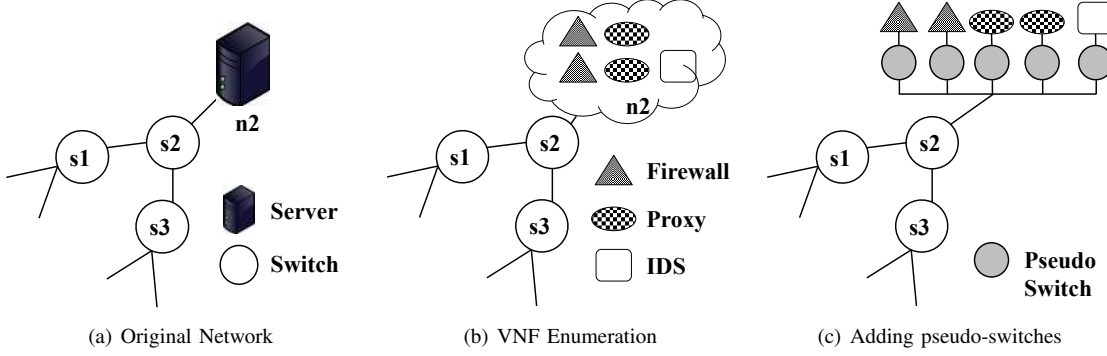 n2
s1
s2
s3
Server
Switch
(a) Original Network
n2
s1
s2
s3
Firewall
Proxy
IDS
(b) VNF Enumeration
s1
s2
s3
Pseudo
Switch
(c) Adding pseudo-switches